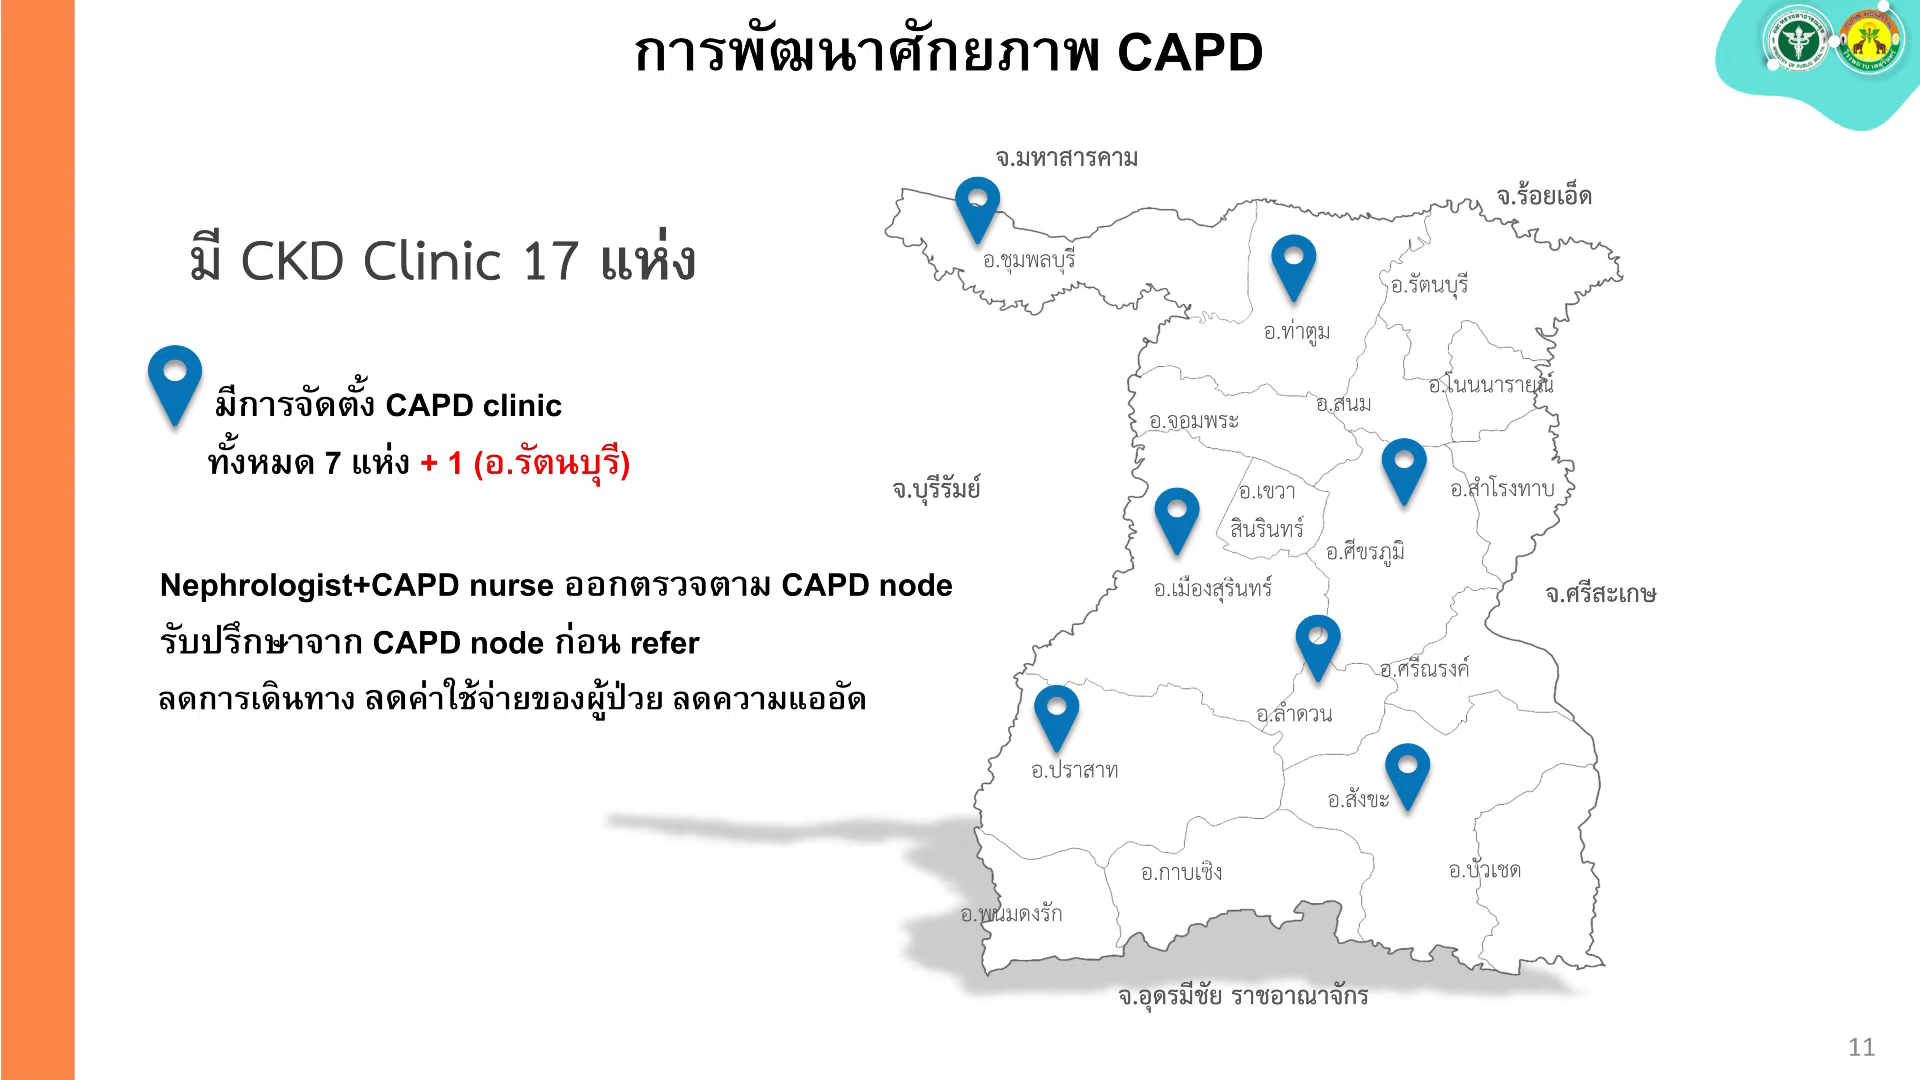 การพัฒนาศักยภาพ CAPD
มี CKD Clinic 17 แห่ง
มีการจัดตั้ง CAPD clinic
ทั้งหมด 7 แห่ง + 1 (อ.รัตนบุรี)
Nephrologist+CAPD nurse ออกตรวจตาม CAPD node
รับปรึกษาจาก CAPD node ก่อน refer
ลดการเดินทาง ลดค่าใช้จ่ายของผู้ป่วย ลดความแออัด
จ.มหาสารคาม
จ.ร้อยเอ็ด
อ.ชุมพลบุรี
อ.รัตนบุรี
อ.ท่าตูม
อ.โนนนารายณ์
อ.สนม
อ.จอมพระ
จ.บุรีรัมย์
อ.เขวา
สินรินทร์
อ.สำโรงทาบ
อ.ศีขรภูมิ
อ.เมืองสุรินทร์
จ.ศรีสะเกษ
อ.ศรีณรงค์
อ.ลำดวน
อ.ปราสาท
อ.สังขะ
อ.กาบเชิง
อ.บัวเชด
อ.พนมดงรัก
จ.อุดรมีชัย ราชอาณาจักร
11